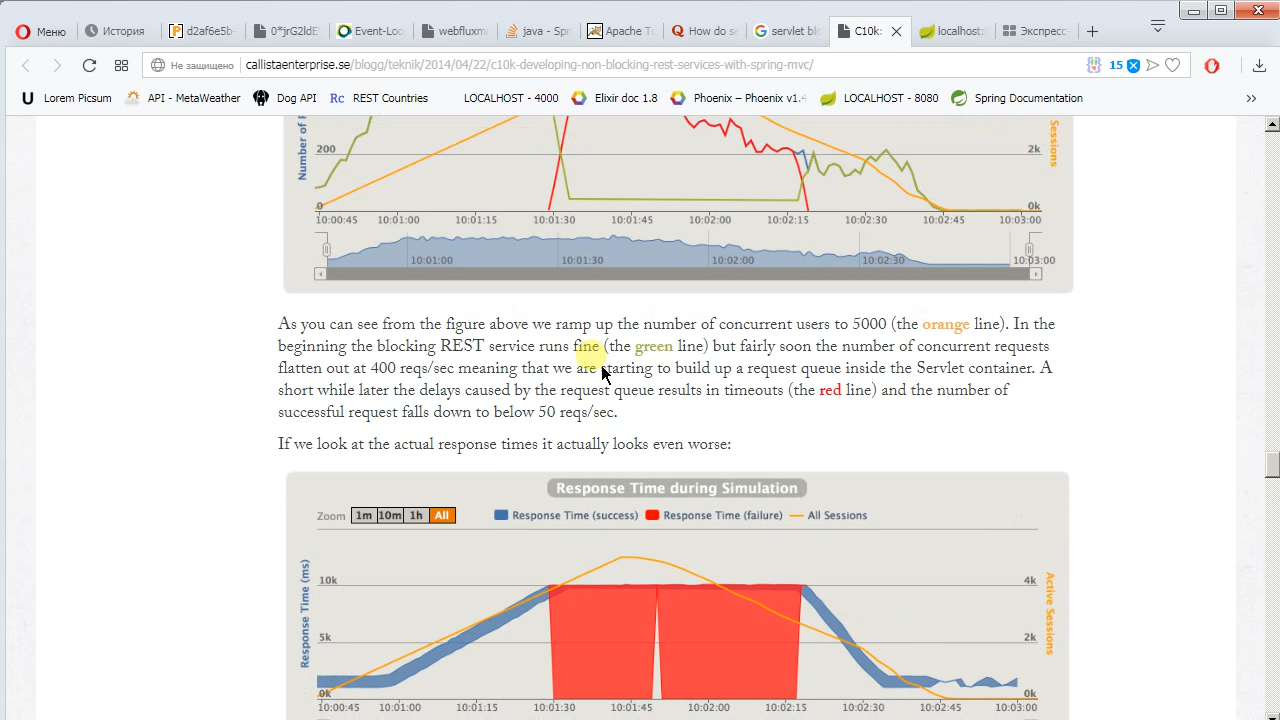 Меню
История
d2af6e5b-
0*jrG2ldE
Event-Loo
webfluxm
java - Spr
Apache To
How do se
servlet blo
C10k:
localhost:
Экспресс-
Не защищено
callistaenterprise.se/blogg/teknik/2014/04/22/c10k-developing-non-blocking-rest-services-with-spring-mvc/
15
U Lorem Picsum
API - MetaWeather
Dog API
Rc REST Countries
LOCALHOST - 4000
Elixir doc 1.8
Phoenix – Phoenix v1.4
LOCALHOST - 8080
Spring Documentation
»
Number of R
200
0
Sessions
2k
0k
10:00:45 10:01:00 10:01:15 10:01:30 10:01:45 10:02:00 10:02:15 10:02:30 10:02:45 10:03:00
10:01:00 10:01:30 10:02:00 10:02:30 10:03:00
As you can see from the figure above we ramp up the number of concurrent users to 5000 (the orange line). In the
beginning the blocking REST service runs fine (the green line) but fairly soon the number of concurrent requests
flatten out at 400 reqs/sec meaning that we are starting to build up a request queue inside the Servlet container. A
short while later the delays caused by the request queue results in timeouts (the red line) and the number of
successful request falls down to below 50 reqs/sec.
If we look at the actual response times it actually looks even worse:
Response Time during Simulation
Zoom 1m 10m 1h All
Response Time (success) Response Time (failure) All Sessions
Response Time (ms)
10k
5k
0k
Active Sessions
4k
2k
0k
10:00:45 10:01:00 10:01:15 10:01:30 10:01:45 10:02:00 10:02:15 10:02:30 10:02:45 10:03:00